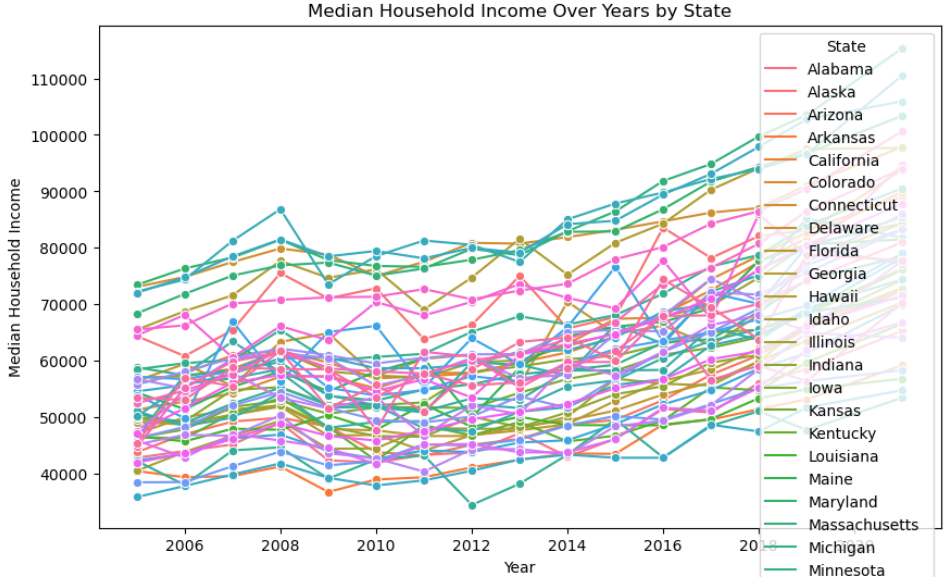 Median Household Income Over Years by State
Median Household Income
110000
100000
90000
80000
70000
60000
50000
40000
2006
2008
2010
2012
2014
2016
2018
2020
Year
State
Alabama
Alaska
Arizona
Arkansas
California
Colorado
Connecticut
Delaware
Florida
Georgia
Hawaii
Idaho
Illinois
Indiana
Iowa
Kansas
Kentucky
Louisiana
Maine
Maryland
Massachusetts
Michigan
Minnesota